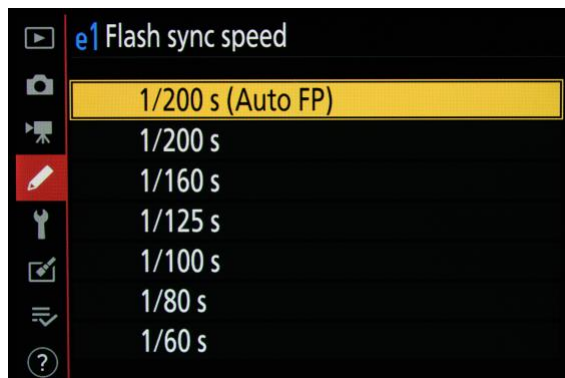 e1 Flash sync speed
1/200 s (Auto FP)
1/200 s
1/160 s
1/125 s
1/100 s
1/80 s
1/60 s
?